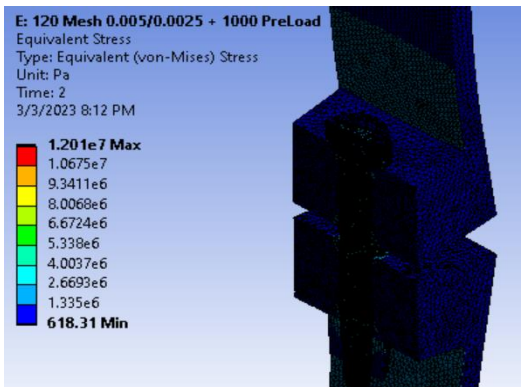 E: 120 Mesh 0.005/0.0025 + 1000 PreLoad
Equivalent Stress
Type: Equivalent (von-Mises) Stress
Unit: Pa
Time: 2
3/3/2023 8:12 PM
1.201e7 Max
1.0675e7
9.3411e6
8.0068e6
6.6724e6
5.338e6
4.0037e6
2.6693e6
1.335e6
618.31 Min